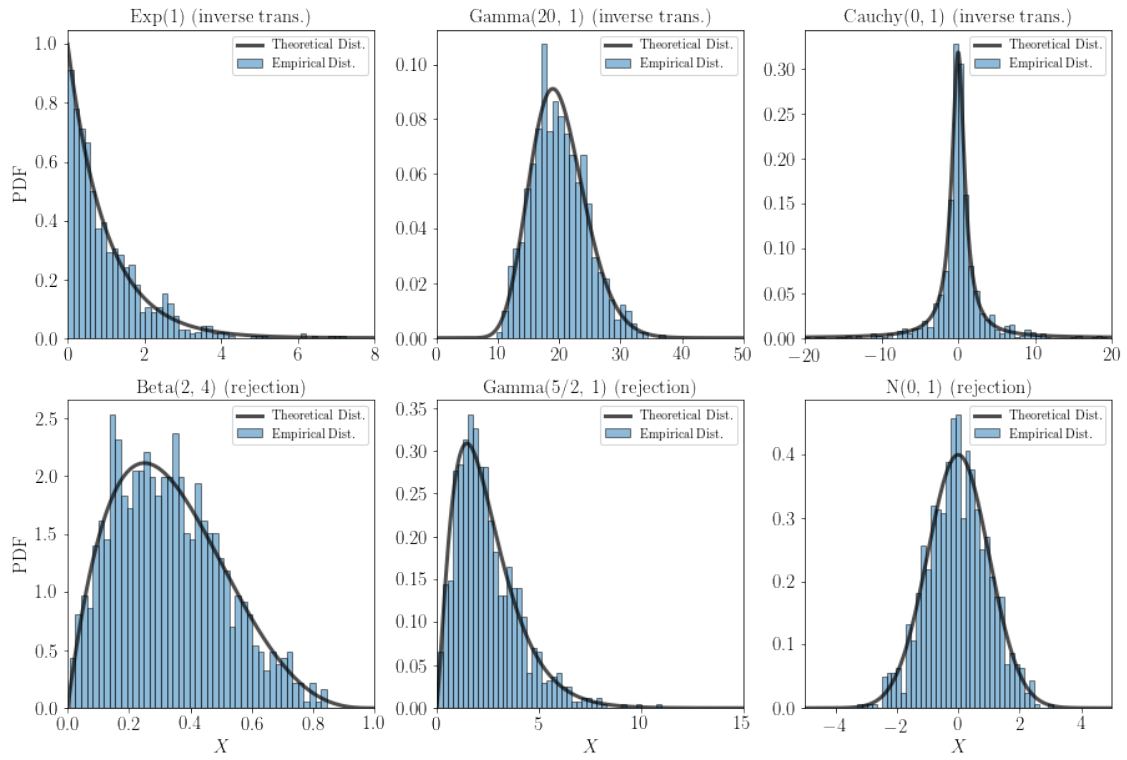 Exp(1) (inverse trans.)
Theoretical Dist.
Empirical Dist.
PDF
1.0
0.8
0.6
0.4
0.2
0.0
0 2 4 6 8
Gamma(20, 1) (inverse trans.)
Theoretical Dist.
Empirical Dist.
0.10
0.08
0.06
0.04
0.02
0.00
0 10 20 30 40 50
Cauchy(0, 1) (inverse trans.)
Theoretical Dist.
Empirical Dist.
0.30
0.25
0.20
0.15
0.10
0.05
0.00
−20 −10 0 10 20
Beta(2, 4) (rejection)
Theoretical Dist.
Empirical Dist.
PDF
2.5
2.0
1.5
1.0
0.5
0.0
0.0 0.2 0.4 0.6 0.8 1.0
X
Gamma(5/2, 1) (rejection)
Theoretical Dist.
Empirical Dist.
0.35
0.30
0.25
0.20
0.15
0.10
0.05
0.00
0 5 10 15
X
N(0, 1) (rejection)
Theoretical Dist.
Empirical Dist.
0.4
0.3
0.2
0.1
0.0
−4 −2 0 2 4
X